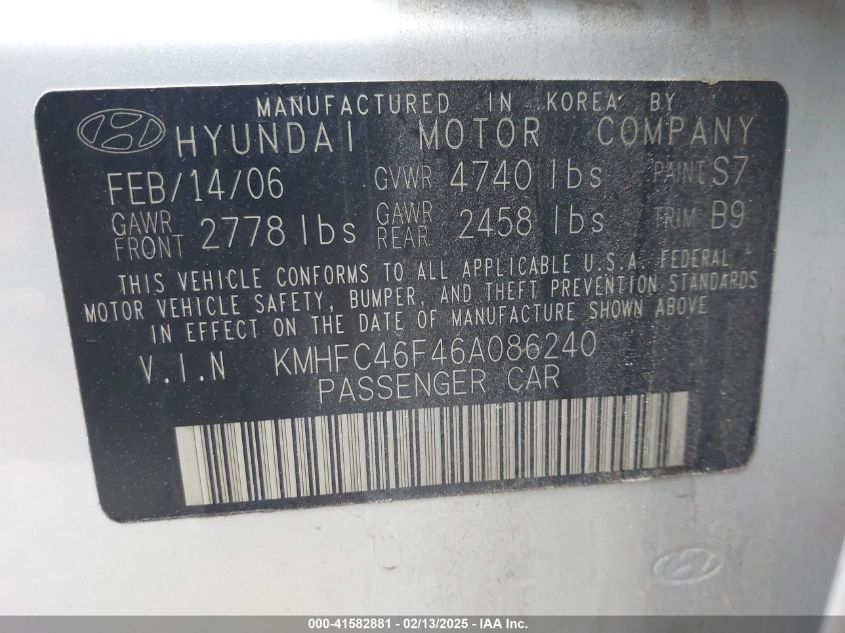 MANUFACTURED IN KOREA BY
HYUNDAI MOTOR COMPANY
FEB/14/06 GVWR 4740 lbs PAINT S7
GAWR FRONT 2778 lbs GAWR REAR 2458 lbs TRIM B9
THIS VEHICLE CONFORMS TO ALL APPLICABLE U.S.A. FEDERAL
MOTOR VEHICLE SAFETY, BUMPER, AND THEFT PREVENTION STANDARDS
IN EFFECT ON THE DATE OF MANUFACTURE SHOWN ABOVE
V.I.N KMHFC46F46A086240
PASSENGER CAR
000-41582881 - 02/13/2025 - IAA Inc.